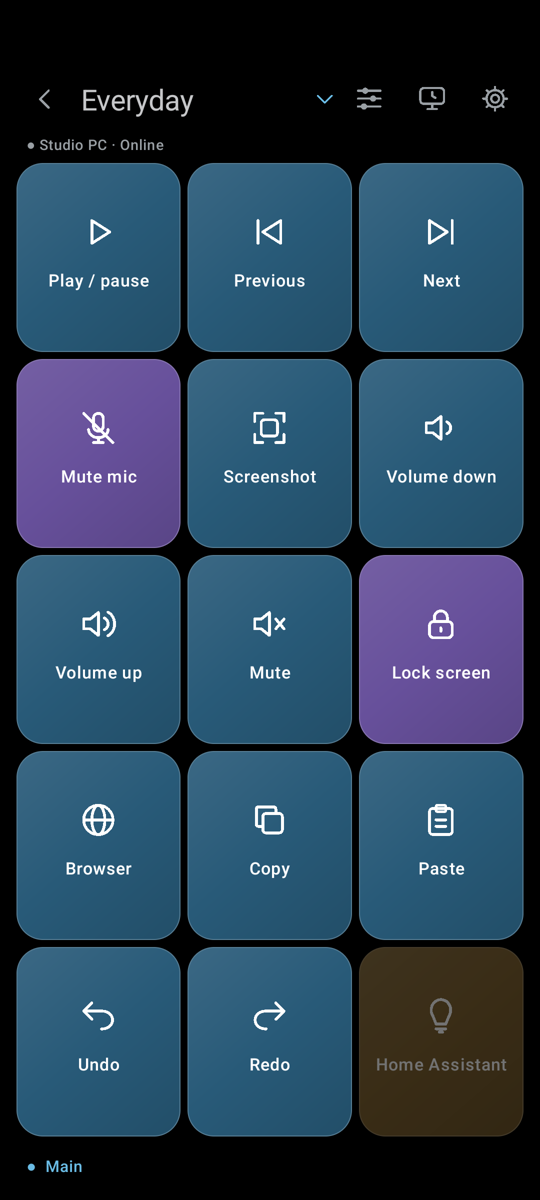 Everyday
Studio PC · Online
Play / pause
Previous
Next
Mute mic
Screenshot
Volume down
Volume up
Mute
Lock screen
Browser
Copy
Paste
Undo
Redo
Home Assistant
Main